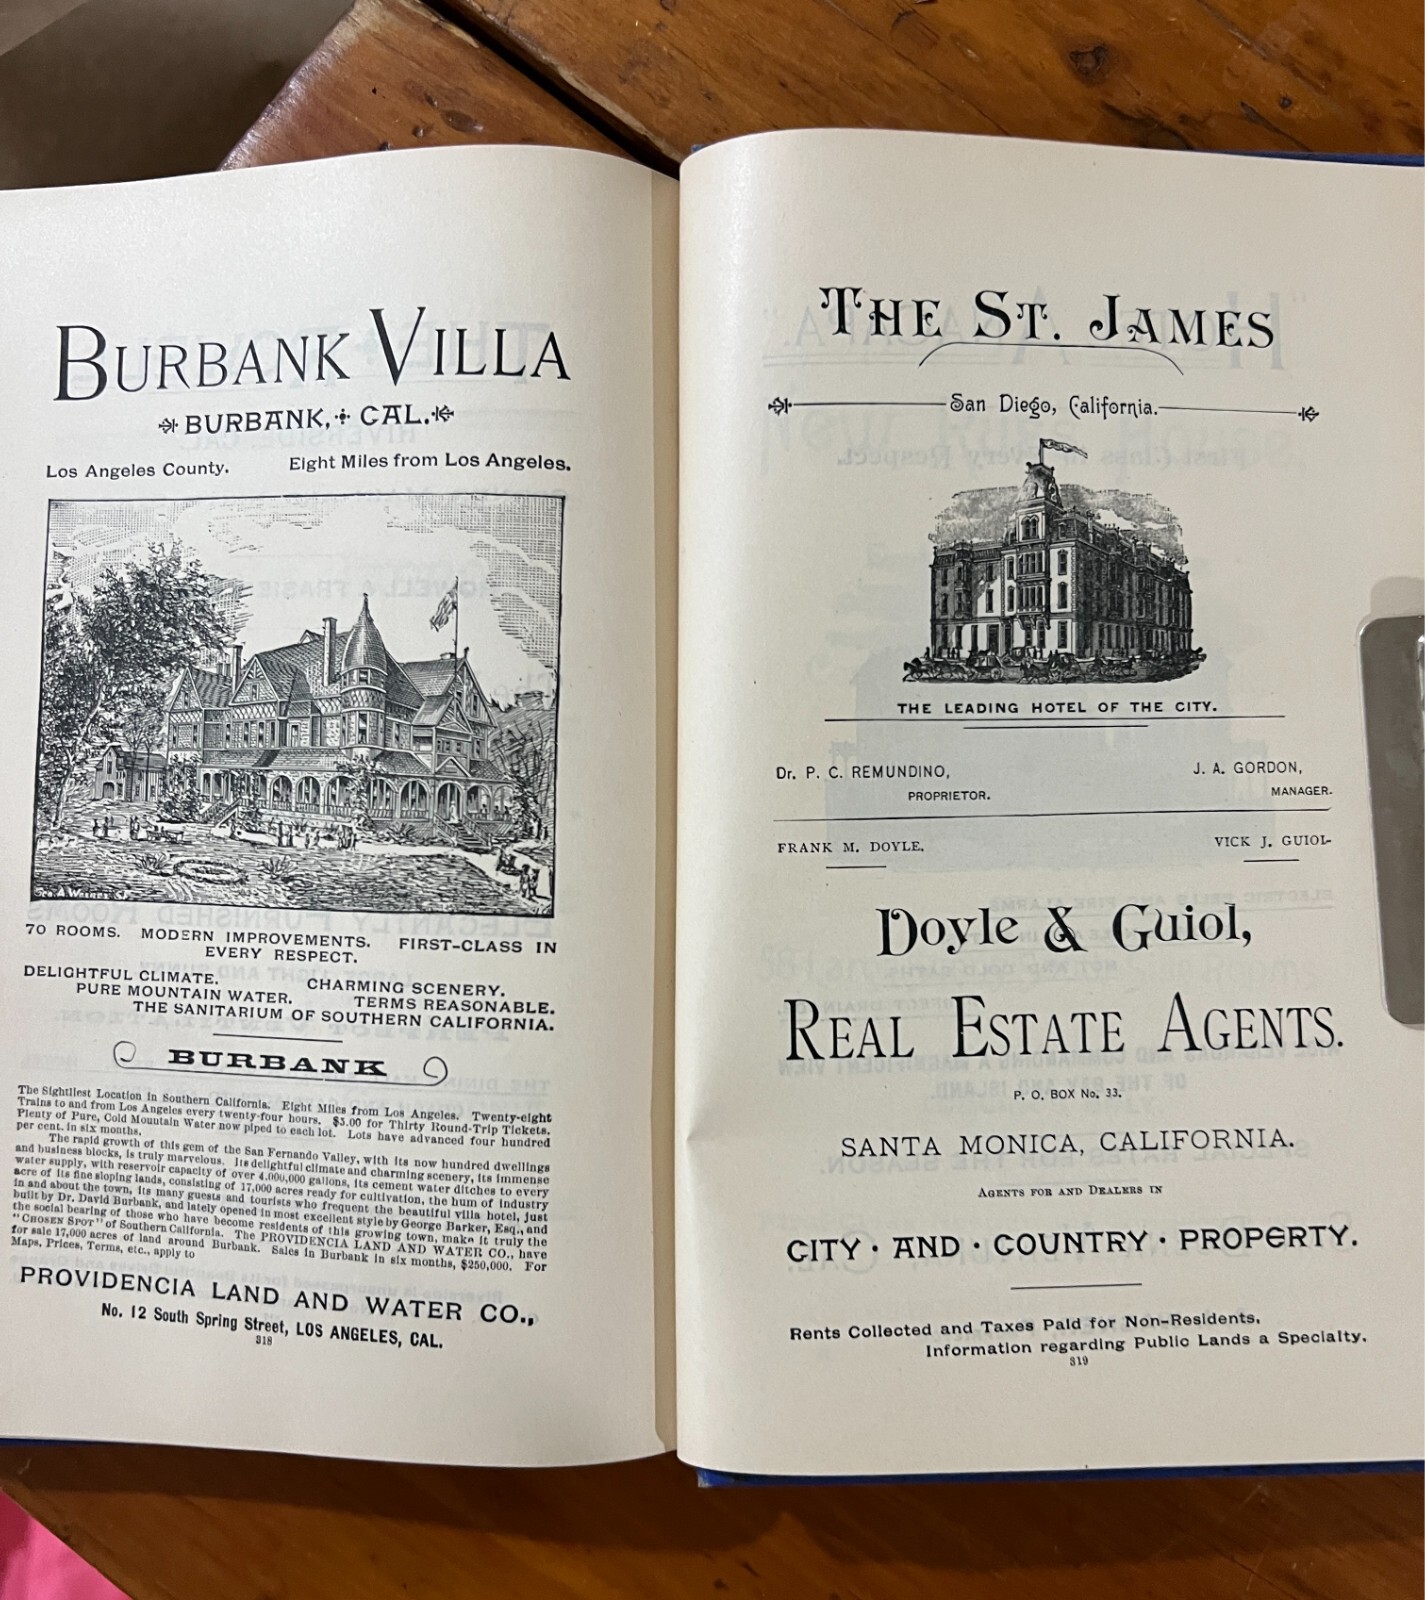 BURBANK VILLA
BURBANK, CAL.
Los Angeles County. Eight Miles from Los Angeles.
70 ROOMS. MODERN IMPROVEMENTS. FIRST-CLASS IN
EVERY RESPECT.
DELIGHTFUL CLIMATE. CHARMING SCENERY.
PURE MOUNTAIN WATER. TERMS REASONABLE.
THE SANITARIUM OF SOUTHERN CALIFORNIA.
BURBANK
The Sightliest Location in Southern California. Eight Miles from Los Angeles. Twenty-eight
Trains to and from Los Angeles every twenty-four hours. $3.00 for Thirty Round-Trip Tickets.
Plenty of Pure, Cold Mountain Water now piped to each lot. Lots have advanced four hundred
per cent. in six months.
The rapid growth of this gem of the San Fernando Valley, with its now hundred dwellings
and business blocks, is truly marvelous. Its delightful climate and charming scenery, its immense
water supply, with reservoir capacity of over 4,000,000 gallons, its cement water ditches to every
acre of its fine sloping lands, consisting of 17,000 acres ready for cultivation, the hum of industry
in and about the town, its many guests and tourists who frequent the beautiful villa hotel, just
built by Dr. David Burbank, and lately opened in most excellent style by George Barker, Esq., and
the social bearing of those who have become residents of this growing town, make it truly the
"CHOSEN SPOT" of Southern California. The PROVIDENCIA LAND AND WATER CO., have
for sale 17,000 acres of land around Burbank. Sales in Burbank in six months, $250,000. For
Maps, Prices, Terms, etc., apply to
PROVIDENCIA LAND AND WATER CO.,
No. 12 South Spring Street, LOS ANGELES, CAL.
318
THE ST. JAMES
San Diego, California.
THE LEADING HOTEL OF THE CITY.
Dr. P. C. REMUNDINO, J. A. GORDON,
PROPRIETOR. MANAGER.
FRANK M. DOYLE. VICK J. GUIOL
Doyle & Guiol,
REAL ESTATE AGENTS.
P. O. BOX No. 33.
SANTA MONICA, CALIFORNIA.
AGENTS FOR AND DEALERS IN
CITY · AND · COUNTRY · PROPERTY.
Rents Collected and Taxes Paid for Non-Residents.
Information regarding Public Lands a Specialty.
319